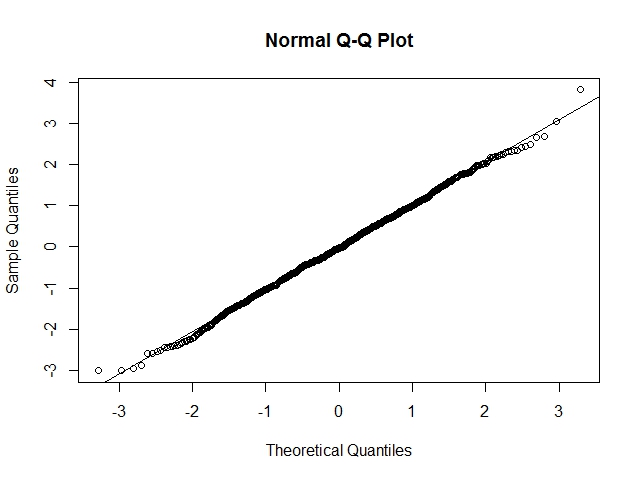 Normal Q-Q Plot
4
3
2
1
0
-1
-2
-3
Sample Quantiles
-3 -2 -1 0 1 2 3
Theoretical Quantiles